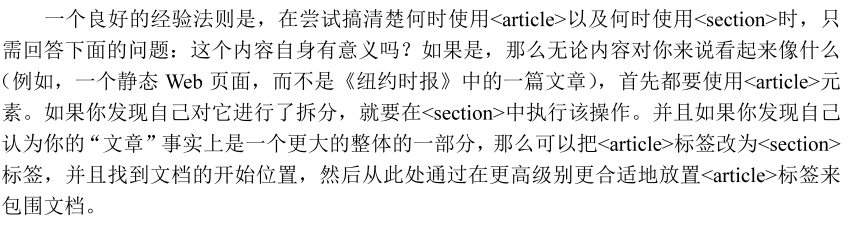 一个良好的经验法则是，在尝试搞清楚何时使用<article>以及何时使用<section>时，只
需回答下面的问题：这个内容自身有意义吗？如果是，那么无论内容对你来说看起来像什么
（例如，一个静态 Web 页面，而不是《纽约时报》中的一篇文章），首先都要使用<article>元
素。如果你发现自己对它进行了拆分，就要在<section>中执行该操作。并且如果你发现自己
认为你的“文章”事实上是一个更大的整体的一部分，那么可以把<article>标签改为<section>
标签，并且找到文档的开始位置，然后从此处通过在更高级别更合适地放置<article>标签来
包围文档。